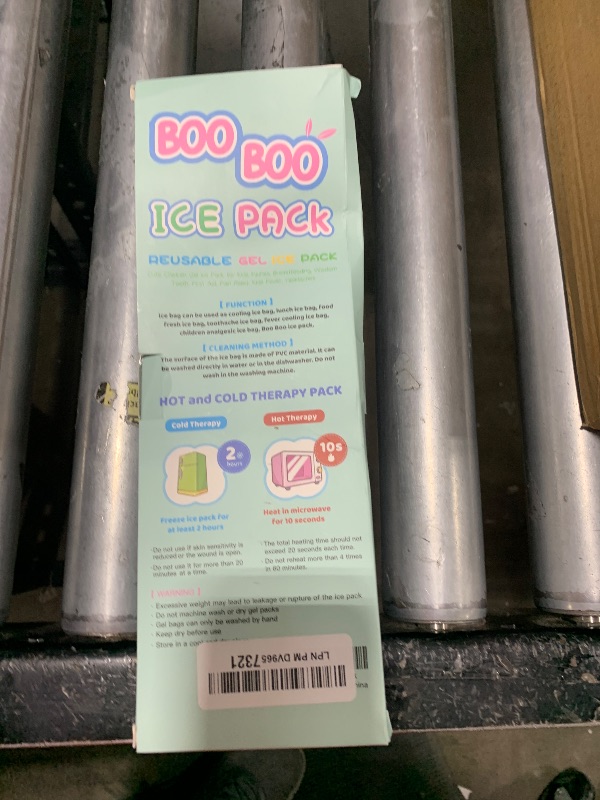 BOO
BOO
ICE PACK
REUSABLE GEL ICE PACK
[ FUNCTION ]
Ice bag can be used as cooling ice bag, lunch ice bag, food
fresh ice bag, toothache ice bag, fever cooling ice bag,
children analgesic ice bag, Boo Boo ice pack.
[ CLEANING METHOD ]
The surface of the ice bag is made of PVC material. It can
be washed directly in water or in the dishwasher. Do not
wash in the washing machine.
HOT and COLD THERAPY PACK
Cold Therapy
Hot Therapy
2
hours
10s
Freeze ice pack for
at least 2 hours
Heet in microwave
for 10 seconds
·Do not use if skin sensitivity is
reduced or the wound is open.
·Do not use it for more than 20
minutes at a time.
·The total heating time should not
exceed 20 seconds each time.
·Do not reheat more than 4 times
in 60 minutes.
[ WARNING ]
· Excessive weight may lead to leakage or rupture of the ice pack
· Do not machine wash or dry gel packs
· Gel bags can only be washed by hand
· Keep dry before use
· Store in a cool
LPN PM DV965 7321